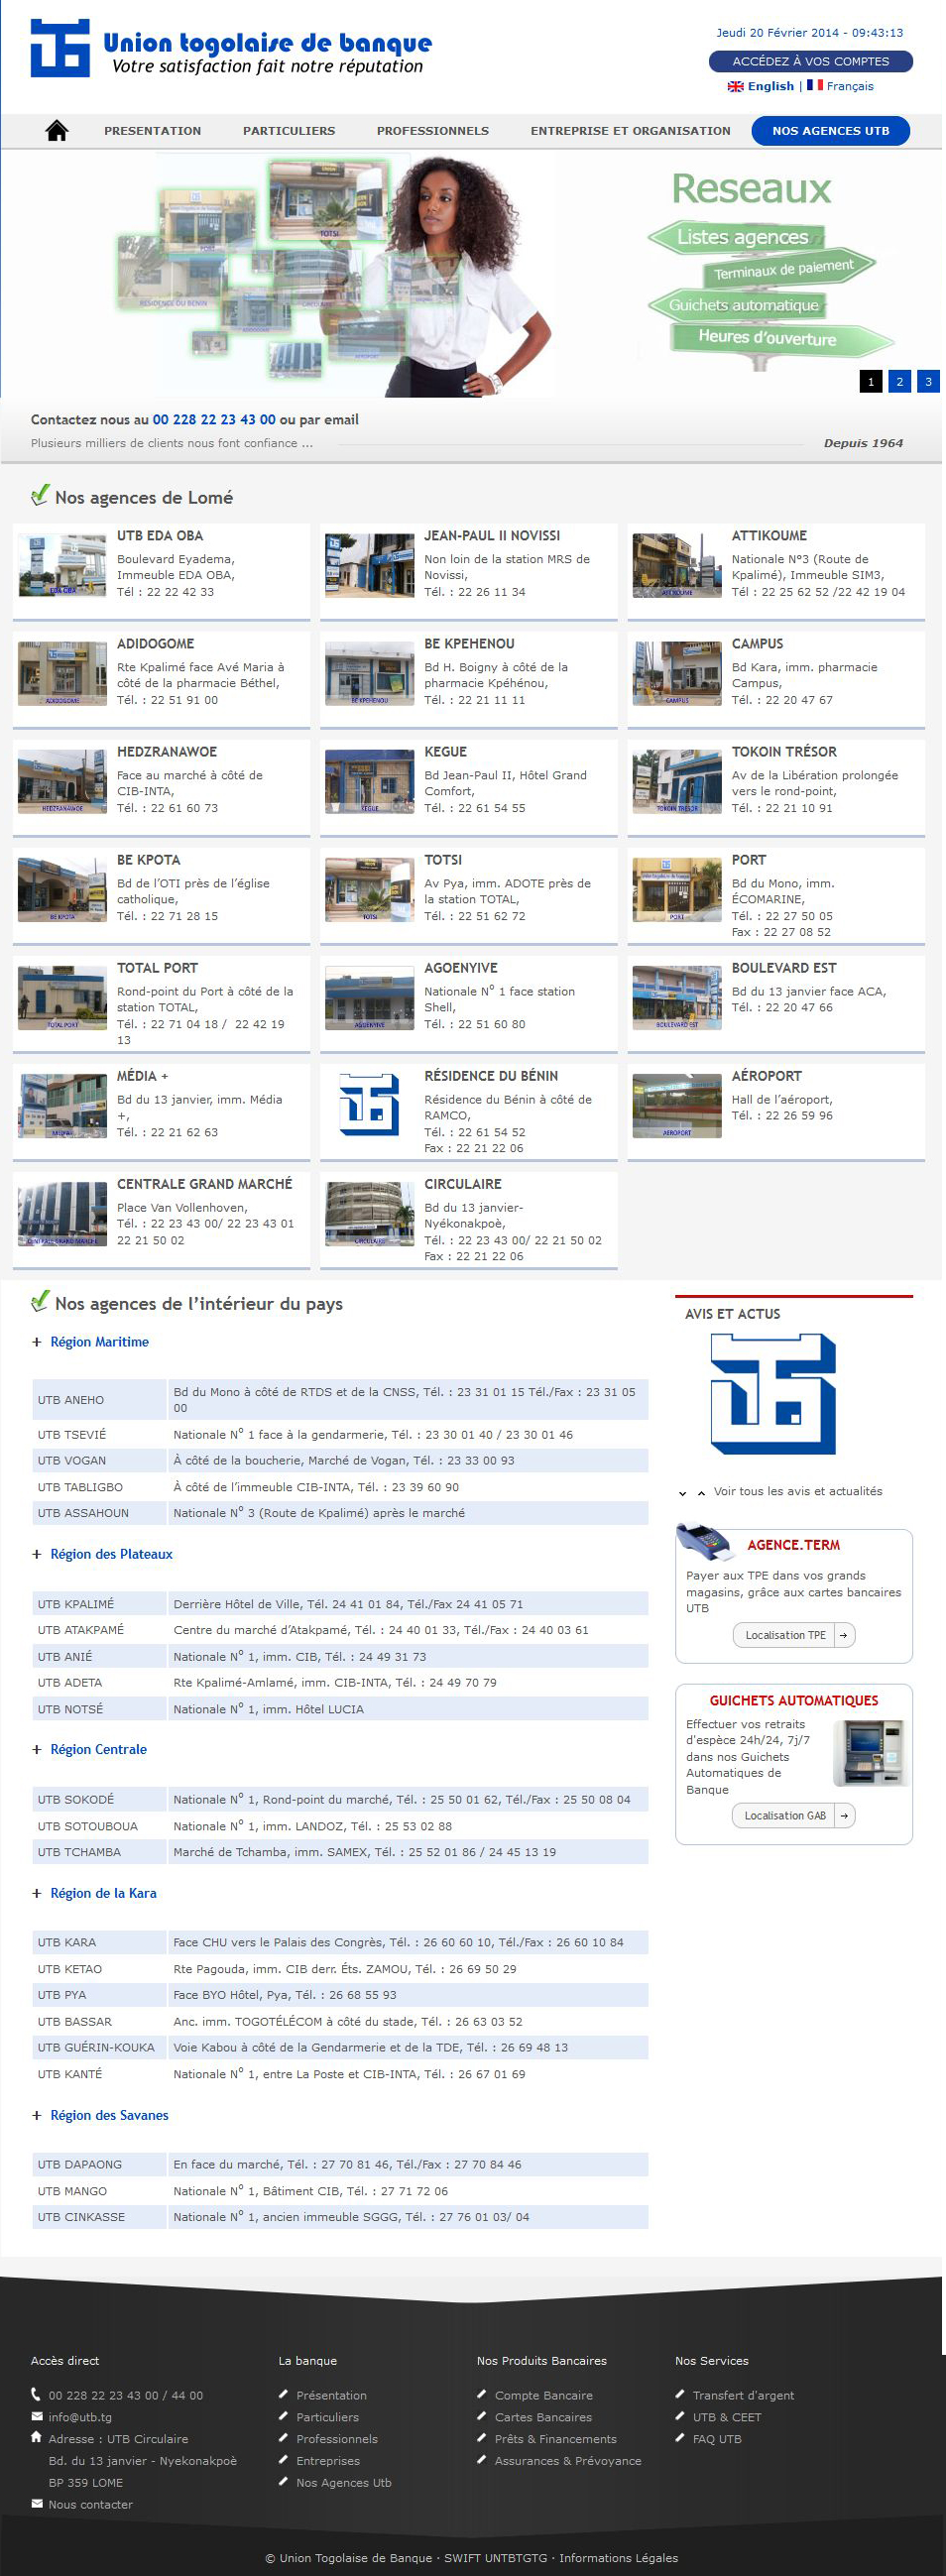 Union togolaise de banque
Votre satisfaction fait notre réputation
Jeudi 20 Février 2014 - 09:43:13
ACCÉDEZ À VOS COMPTES
English | Français
PRESENTATION
PARTICULIERS
PROFESSIONNELS
ENTREPRISE ET ORGANISATION
NOS AGENCES UTB
Reseaux
Listes agences
Terminaux de paiement
Guichets automatique
Heures d'ouverture
TOTSI
PORT
RESIDENCE DU BENIN
ADIDOGOME
AEROPORT
1 2 3
Contactez nous au 00 228 22 23 43 00 ou par email
Plusieurs milliers de clients nous font confiance ...
Depuis 1964
Nos agences de Lomé
UTB EDA OBA
Boulevard Eyadema,
Immeuble EDA OBA,
Tél : 22 22 42 33
EDA OBA
JEAN-PAUL II NOVISSI
Non loin de la station MRS de
Novissi,
Tél. : 22 26 11 34
ATTIKOUME
Nationale N°3 (Route de
Kpalimé), Immeuble SIM3,
Tél : 22 25 62 52 /22 42 19 04
ATTIKOUME
ADIDOGOME
Rte Kpalimé face Avé Maria à
côté de la pharmacie Béthel,
Tél. : 22 51 91 00
ADIDOGOME
BE KPEHENOU
Bd H. Boigny à côté de la
pharmacie Kpéhénou,
Tél. : 22 21 11 11
BE KPEHENOU
CAMPUS
Bd Kara, imm. pharmacie
Campus,
Tél. : 22 20 47 67
CAMPUS
HEDZRANAWOE
Face au marché à côté de
CIB-INTA,
Tél. : 22 61 60 73
HEDZRANAWOE
KEGUE
Bd Jean-Paul II, Hôtel Grand
Comfort,
Tél. : 22 61 54 55
KEGUE
TOKOIN TRÉSOR
Av de la Libération prolongée
vers le rond-point,
Tél. : 22 21 10 91
TOKOIN TRESOR
BE KPOTA
Bd de l’OTI près de l’église
catholique,
Tél. : 22 71 28 15
BE KPOTA
TOTSI
Av Pya, imm. ADOTE près de
la station TOTAL,
Tél. : 22 51 62 72
TOTSI
PORT
Bd du Mono, imm.
ÉCOMARINE,
Tél. : 22 27 50 05
Fax : 22 27 08 52
PORT
TOTAL PORT
Rond-point du Port à côté de la
station TOTAL,
Tél. : 22 71 04 18 / 22 42 19
13
TOTAL PORT
AGOENYIVE
Nationale N° 1 face station
Shell,
Tél. : 22 51 60 80
AGOENYIVE
BOULEVARD EST
Bd du 13 janvier face ACA,
Tél. : 22 20 47 66
BOULEVARD EST
MÉDIA +
Bd du 13 janvier, imm. Média
+,
Tél. : 22 21 62 63
RÉSIDENCE DU BÉNIN
Résidence du Bénin à côté de
RAMCO,
Tél. : 22 61 54 52
Fax : 22 21 22 06
AÉROPORT
Hall de l’aéroport,
Tél. : 22 26 59 96
AEROPORT
CENTRALE GRAND MARCHÉ
Place Van Vollenhoven,
Tél. : 22 23 43 00/ 22 23 43 01
22 21 50 02
CENTRALE GRAND MARCHE
CIRCULAIRE
Bd du 13 janvier-
Nyékonakpoè,
Tél. : 22 23 43 00/ 22 21 50 02
Fax : 22 21 22 06
CIRCULAIRE
Nos agences de l’intérieur du pays
Région Maritime
UTB ANEHO Bd du Mono à côté de RTDS et de la CNSS, Tél. : 23 31 01 15 Tél./Fax : 23 31 05
00
UTB TSEVIÉ Nationale N° 1 face à la gendarmerie, Tél. : 23 30 01 40 / 23 30 01 46
UTB VOGAN À côté de la boucherie, Marché de Vogan, Tél. : 23 33 00 93
UTB TABLIGBO À côté de l’immeuble CIB-INTA, Tél. : 23 39 60 90
UTB ASSAHOUN Nationale N° 3 (Route de Kpalimé) après le marché
Région des Plateaux
UTB KPALIMÉ Derrière Hôtel de Ville, Tél. 24 41 01 84, Tél./Fax 24 41 05 71
UTB ATAKPAMÉ Centre du marché d’Atakpamé, Tél. : 24 40 01 33, Tél./Fax : 24 40 03 61
UTB ANIÉ Nationale N° 1, imm. CIB, Tél. : 24 49 31 73
UTB ADETA Rte Kpalimé-Amlamé, imm. CIB-INTA, Tél. : 24 49 70 79
UTB NOTSÉ Nationale N° 1, imm. Hôtel LUCIA
Région Centrale
UTB SOKODÉ Nationale N° 1, Rond-point du marché, Tél. : 25 50 01 62, Tél./Fax : 25 50 08 04
UTB SOTOUBOUA Nationale N° 1, imm. LANDOZ, Tél. : 25 53 02 88
UTB TCHAMBA Marché de Tchamba, imm. SAMEX, Tél. : 25 52 01 86 / 24 45 13 19
Région de la Kara
UTB KARA Face CHU vers le Palais des Congrès, Tél. : 26 60 60 10, Tél./Fax : 26 60 10 84
UTB KETAO Rte Pagouda, imm. CIB derr. Éts. ZAMOU, Tél. : 26 69 50 29
UTB PYA Face BYO Hôtel, Pya, Tél. : 26 68 55 93
UTB BASSAR Anc. imm. TOGOTÉLÉCOM à côté du stade, Tél. : 26 63 03 52
UTB GUÉRIN-KOUKA Voie Kabou à côté de la Gendarmerie et de la TDE, Tél. : 26 69 48 13
UTB KANTÉ Nationale N° 1, entre La Poste et CIB-INTA, Tél. : 26 67 01 69
Région des Savanes
UTB DAPAONG En face du marché, Tél. : 27 70 81 46, Tél./Fax : 27 70 84 46
UTB MANGO Nationale N° 1, Bâtiment CIB, Tél. : 27 71 72 06
UTB CINKASSE Nationale N° 1, ancien immeuble SGGG, Tél. : 27 76 01 03/ 04
AVIS ET ACTUS
Voir tous les avis et actualités
AGENCE.TERM
Payer aux TPE dans vos grands
magasins, grâce aux cartes bancaires
UTB
Localisation TPE
GUICHETS AUTOMATIQUES
Effectuer vos retraits
d'espèce 24h/24, 7j/7
dans nos Guichets
Automatiques de
Banque
Localisation GAB
Accès direct
00 228 22 23 43 00 / 44 00
info@utb.tg
Adresse : UTB Circulaire
Bd. du 13 janvier - Nyekonakpoè
BP 359 LOME
Nous contacter
La banque
Présentation
Particuliers
Professionnels
Entreprises
Nos Agences Utb
Nos Produits Bancaires
Compte Bancaire
Cartes Bancaires
Prêts & Financements
Assurances & Prévoyance
Nos Services
Transfert d'argent
UTB & CEET
FAQ UTB
© Union Togolaise de Banque · SWIFT UNTBTGTG · Informations Légales